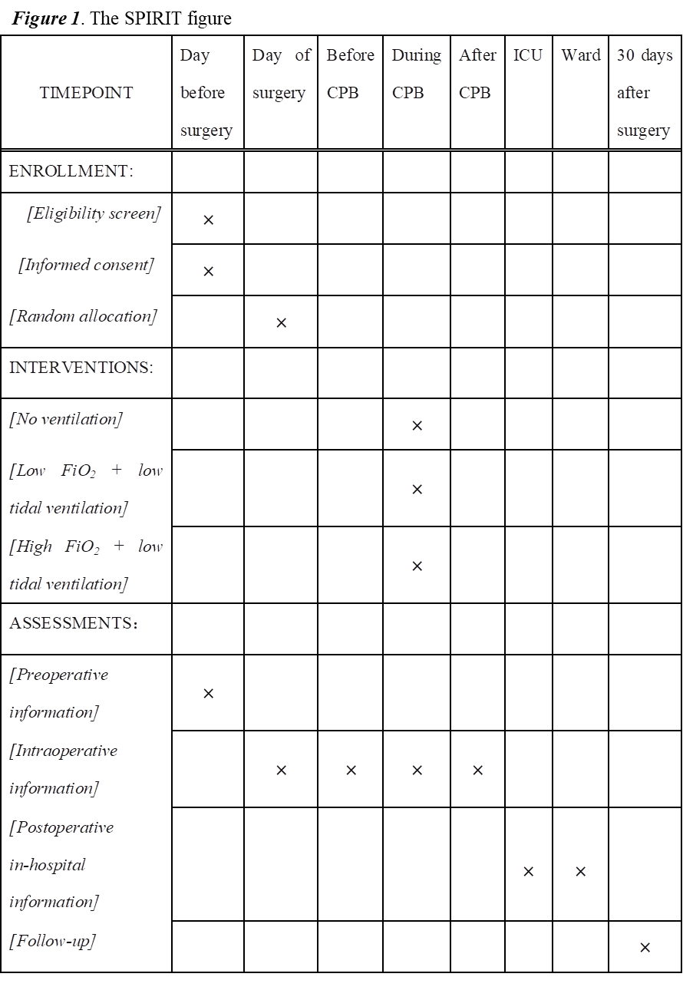 Figure 1. The SPIRIT figure
TIMEPOINT
Day before surgery
Day of surgery
Before CPB
During CPB
After CPB
ICU
Ward
30 days after surgery
ENROLLMENT:
[Eligibility screen] ×
[Informed consent] ×
[Random allocation] ×
INTERVENTIONS:
[No ventilation] ×
[Low FiO₂ + low
tidal ventilation] ×
[High FiO₂ + low
tidal ventilation] ×
ASSESSMENTS：
[Preoperative
information] ×
[Intraoperative
information] × × × ×
[Postoperative
in-hospital
information] × ×
[Follow-up] ×